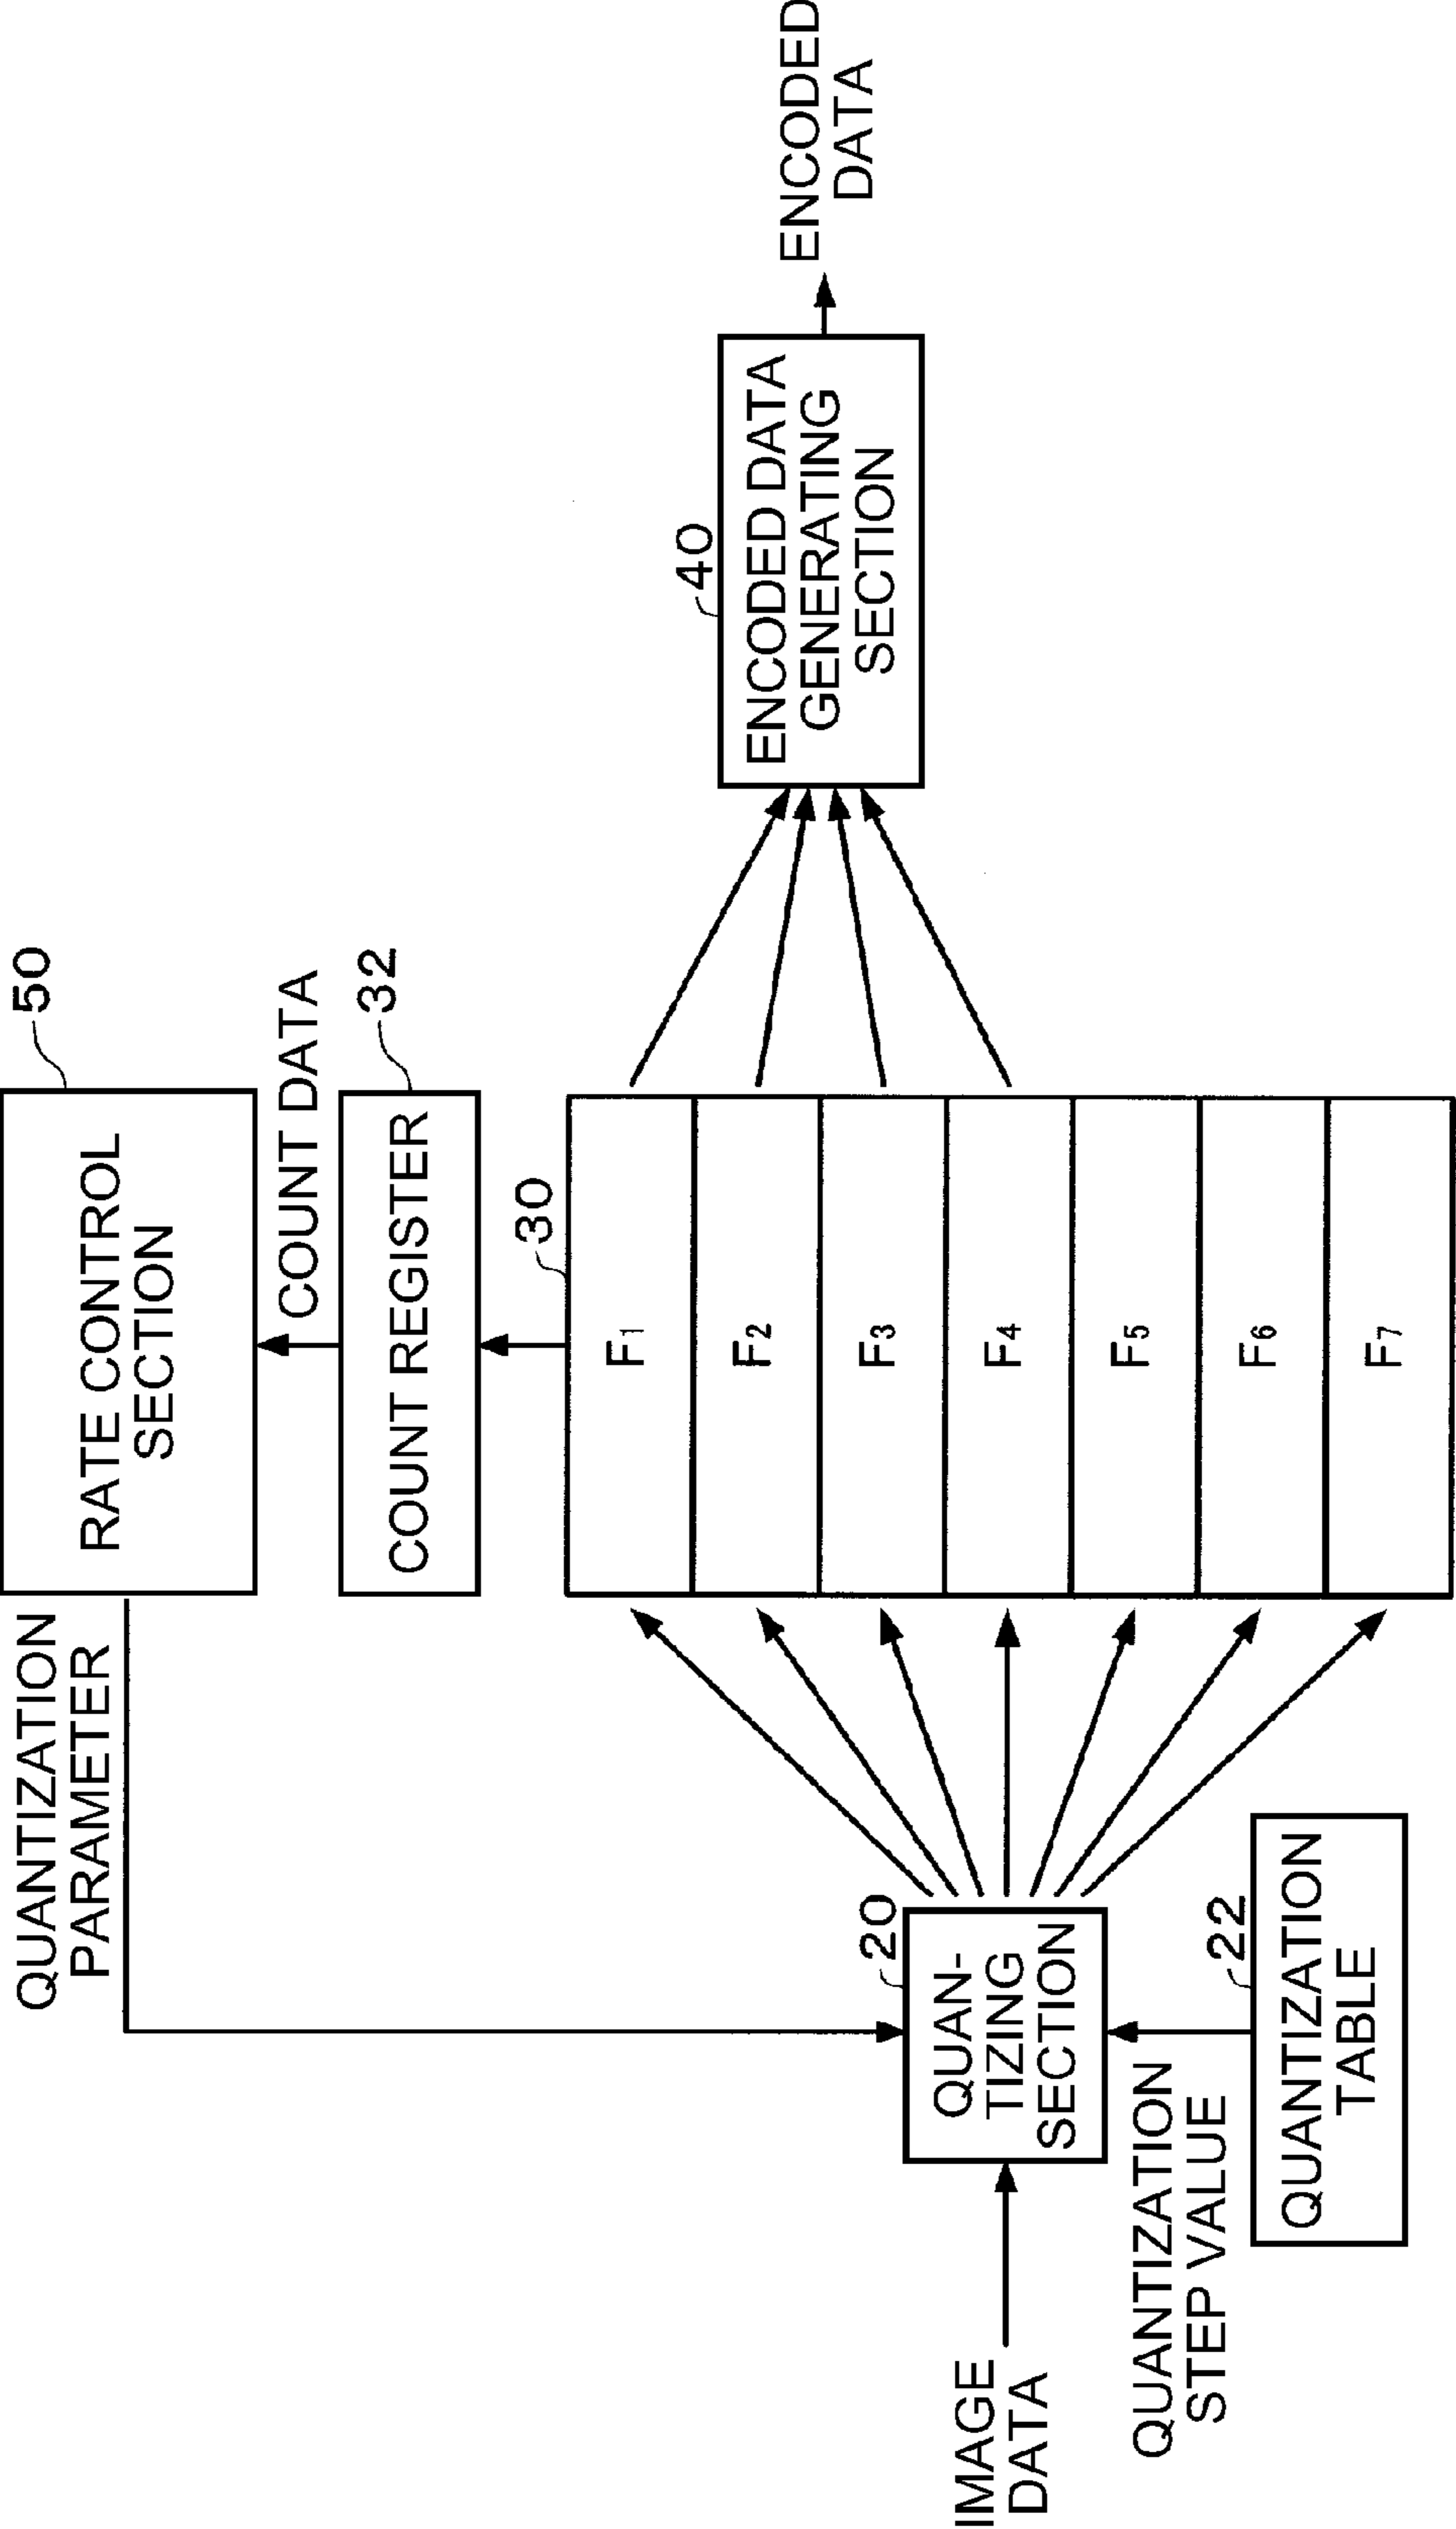 50
RATE CONTROL
SECTION
QUANTIZATION
PARAMETER
COUNT DATA
32
COUNT REGISTER
30
F1
F2
F3
F4
F5
F6
F7
20
QUAN-
TIZING
SECTION
IMAGE
DATA
QUANTIZATION
STEP VALUE
22
QUANTIZATION
TABLE
40
ENCODED DATA
GENERATING
SECTION
ENCODED
DATA